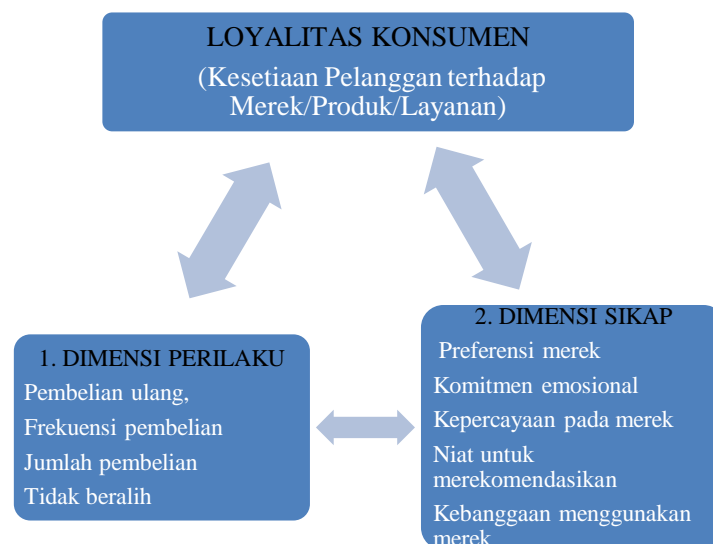 LOYALITAS KONSUMEN
(Kesetiaan Pelanggan terhadap
Merek/Produk/Layanan)
1. DIMENSI PERILAKU
Pembelian ulang,
Frekuensi pembelian
Jumlah pembelian
Tidak beralih
2. DIMENSI SIKAP
Preferensi merek
Komitmen emosional
Kepercayaan pada merek
Niat untuk
merekomendasikan
Kebanggaan menggunakan
merek